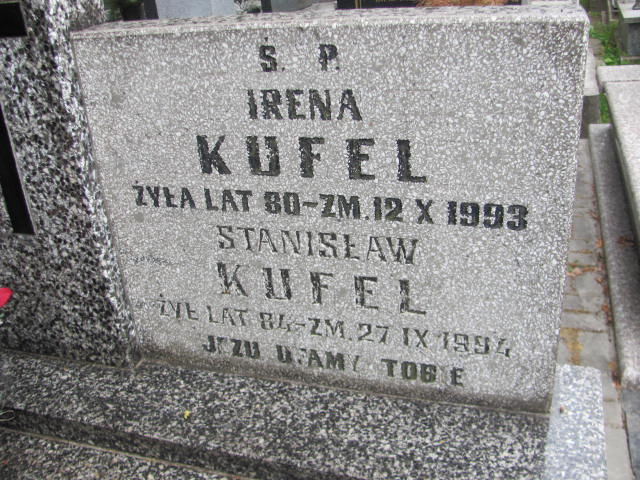 Ś. P.
IRENA
KUFEL
ŻYŁA LAT 80-ZM. 12 X 1993
STANISŁAW
KUFEL
ŻYŁ LAT 84-ZM. 27 IX 1994
JEZU UFAMY TOBIE